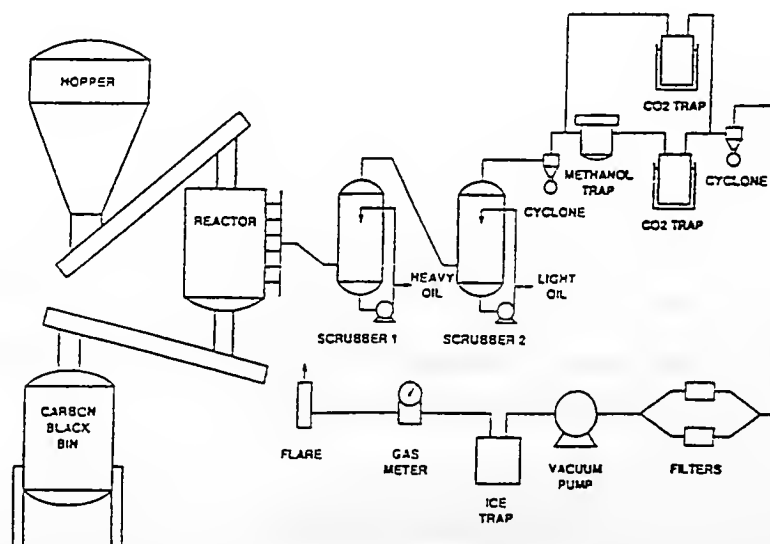 HOPPER
REACTOR
HEAVY
OIL
SCRUBBER 1
LIGHT
OIL
SCRUBBER 2
CYCLONE
METHANOL
TRAP
CO2 TRAP
CO2 TRAP
CYCLONE
CARBON
BLACK
BIN
FLARE
GAS
METER
ICE
TRAP
VACUUM
PUMP
FILTERS